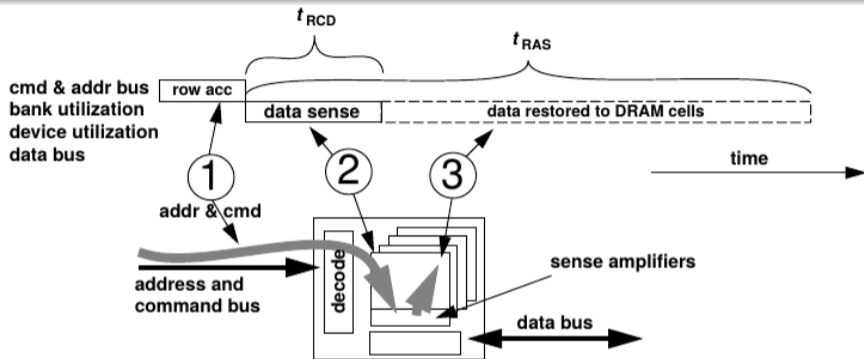 tRCD
tRAS
cmd & addr bus
row acc
bank utilization
data sense
data restored to DRAM cells
device utilization
data bus
time
1
2
3
addr & cmd
decode
sense amplifiers
address and
command bus
data bus